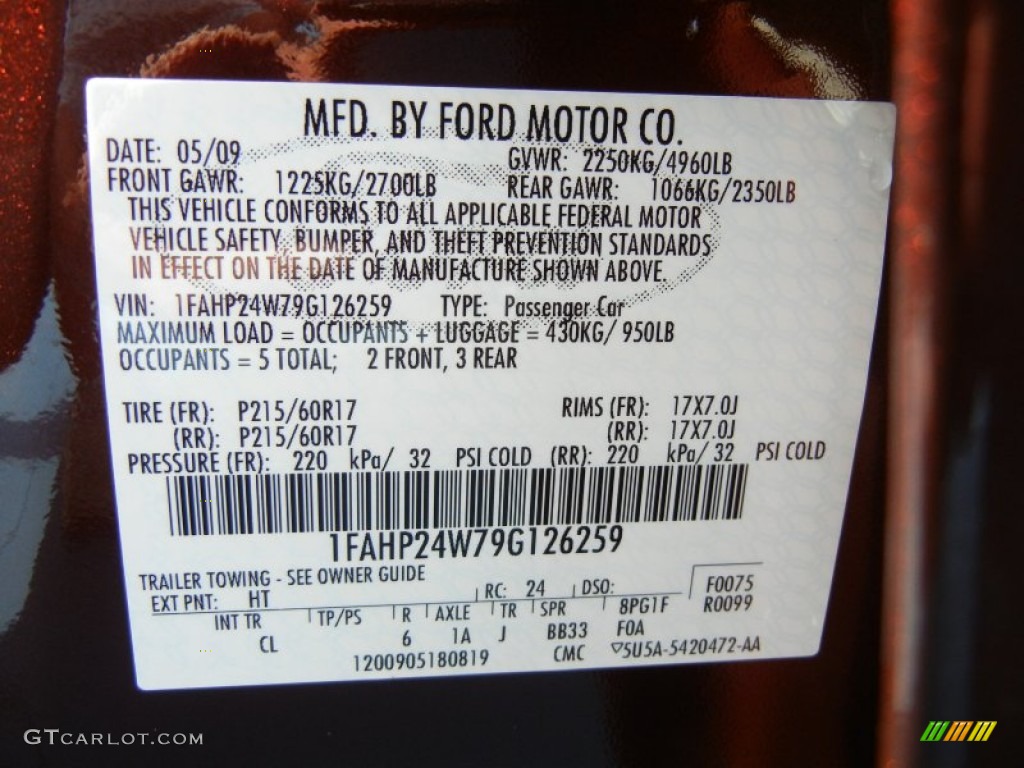 MFD. BY FORD MOTOR CO.
DATE: 05/09 GVWR: 2250KG/4960LB
FRONT GAWR: 1225KG/2700LB REAR GAWR: 1066KG/2350LB
THIS VEHICLE CONFORMS TO ALL APPLICABLE FEDERAL MOTOR
VEHICLE SAFETY, BUMPER, AND THEFT PREVENTION STANDARDS
IN EFFECT ON THE DATE OF MANUFACTURE SHOWN ABOVE.
VIN: 1FAHP24W79G126259 TYPE: Passenger Car
MAXIMUM LOAD = OCCUPANTS + LUGGAGE = 430KG/ 950LB
OCCUPANTS = 5 TOTAL; 2 FRONT, 3 REAR
TIRE (FR): P215/60R17 RIMS (FR): 17X7.0J
(RR): P215/60R17 (RR): 17X7.0J
PRESSURE (FR): 220 kPa/ 32 PSI COLD (RR): 220 kPa/ 32 PSI COLD
1FAHP24W79G126259
TRAILER TOWING - SEE OWNER GUIDE
EXT PNT: HT RC: 24 DSO: F0075
INT TR TP/PS R AXLE TR SPR 8PG1F R0099
CL 6 1A J BB33 F0A
1200905180819 CMC ▽5U5A-5420472-AA
GTCARLOT.COM